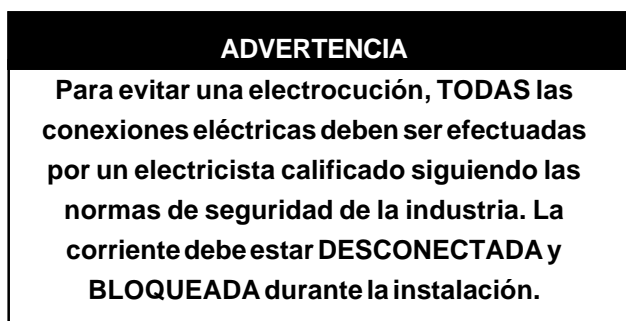 ADVERTENCIA
Para evitar una electrocución, TODAS las
conexiones eléctricas deben ser efectuadas
por un electricista calificado siguiendo las
normas de seguridad de la industria. La
corriente debe estar DESCONECTADA y
BLOQUEADA durante la instalación.